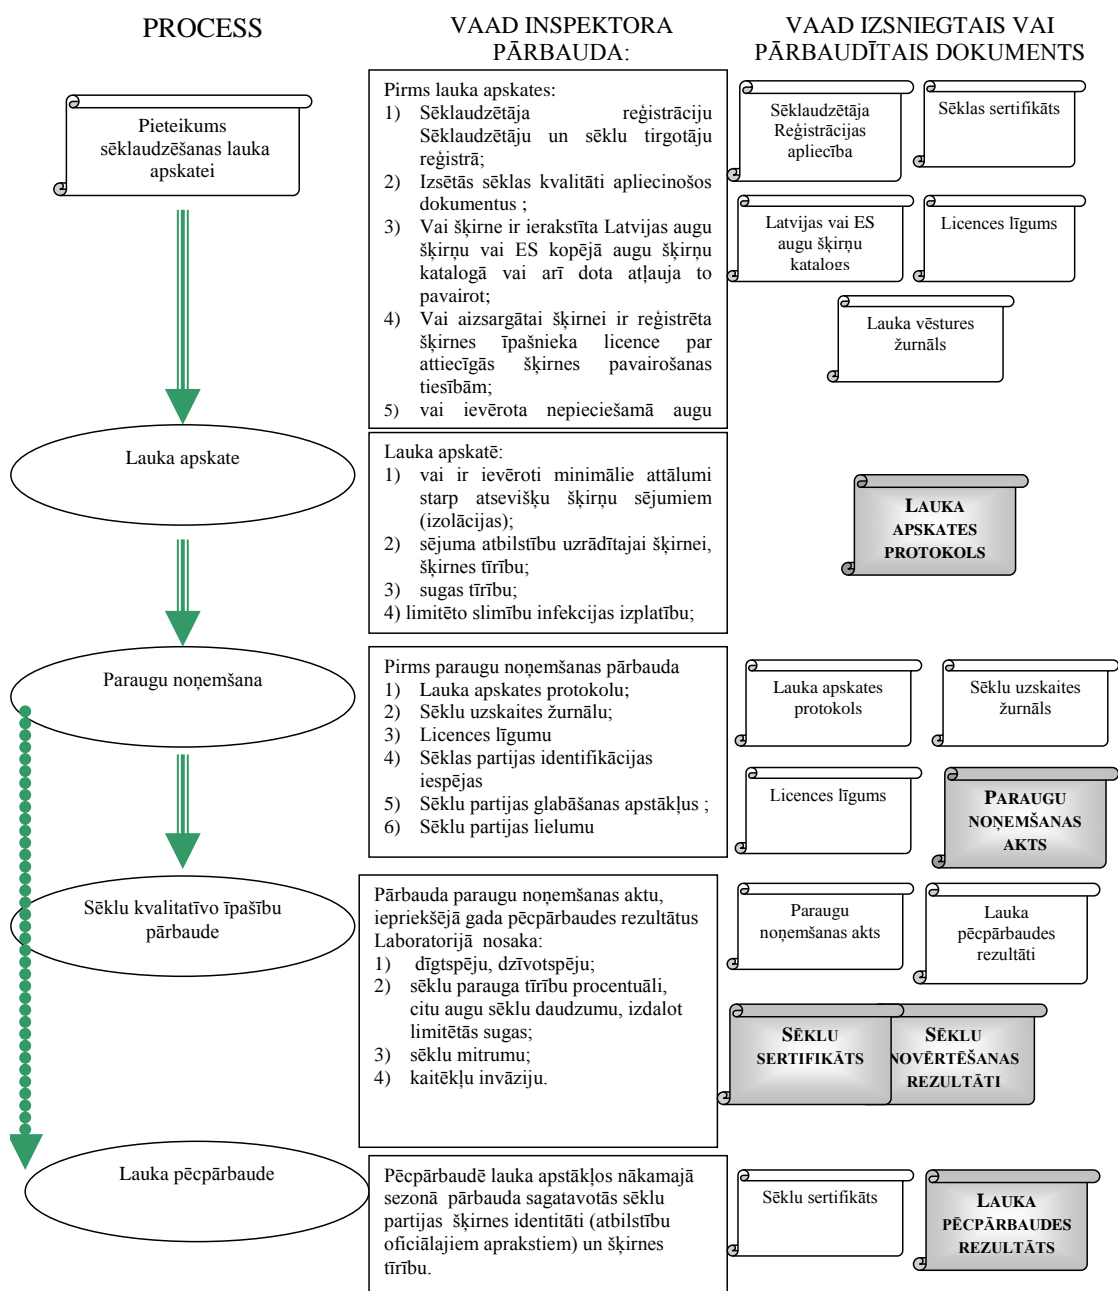 PROCESS
VAAD INSPEKTORA
PĀRBAUDA:
VAAD IZSNIEGTAIS VAI
PĀRBAUDĪTAIS DOKUMENTS
Pieteikums
sēklaudzēšanas lauka
apskatei
Pirms lauka apskates:
1) Sēklaudzētāja reģistrāciju
Sēklaudzētāju un sēklu tirgotāju
reģistrā;
2) Izsētās sēklas kvalitāti apliecinošos
dokumentus ;
3) Vai šķirne ir ierakstīta Latvijas augu
šķirņu vai ES kopējā augu šķirņu
katalogā vai arī dota atļauja to
pavairot;
4) Vai aizsargātai šķirnei ir reģistrēta
šķirnes īpašnieka licence par
attiecīgās šķirnes pavairošanas
tiesībām;
5) vai ievērota nepieciešamā augu
Sēklaudzētāja
Reģistrācijas
apliecība
Sēklas sertifikāts
Latvijas vai ES
augu šķirņu
katalogs
Licences līgums
Lauka vēstures
žurnāls
Lauka apskate
Lauka apskatē:
1) vai ir ievēroti minimālie attālumi
starp atsevišķu šķirņu sējumiem
(izolācijas);
2) sējuma atbilstību uzrādītajai šķirnei,
šķirnes tīrību;
3) sugas tīrību;
4) limitēto slimību infekcijas izplatību;
LAUKA
APSKATES
PROTOKOLS
Paraugu noņemšana
Pirms paraugu noņemšanas pārbauda
1) Lauka apskates protokolu;
2) Sēklu uzskaites žurnālu;
3) Licences līgumu
4) Sēklas partijas identifikācijas
iespējas
5) Sēklu partijas glabāšanas apstākļus ;
6) Sēklu partijas lielumu
Lauka apskates
protokols
Sēklu uzskaites
žurnāls
Licences līgums
PARAUGU
NOŅEMŠANAS
AKTS
Sēklu kvalitatīvo īpašību
pārbaude
Pārbauda paraugu noņemšanas aktu,
iepriekšējā gada pēcpārbaudes rezultātus
Laboratorijā nosaka:
1) dīgtspēju, dzīvotspēju;
2) sēklu parauga tīrību procentuāli,
citu augu sēklu daudzumu, izdalot
limitētās sugas;
3) sēklu mitrumu;
4) kaitēkļu invāziju.
Paraugu
noņemšanas akts
Lauka
pēcpārbaudes
rezultāti
SĒKLU
SERTIFIKĀTS
SĒKLU
NOVĒRTĒŠANAS
REZULTĀTI
Lauka pēcpārbaude
Pēcpārbaudē lauka apstākļos nākamajā
sezonā pārbauda sagatavotās sēklu
partijas šķirnes identitāti (atbilstību
oficiālajiem aprakstiem) un šķirnes
tīrību.
Sēklu sertifikāts
LAUKA
PĒCPĀRBAUDES
REZULTĀTS